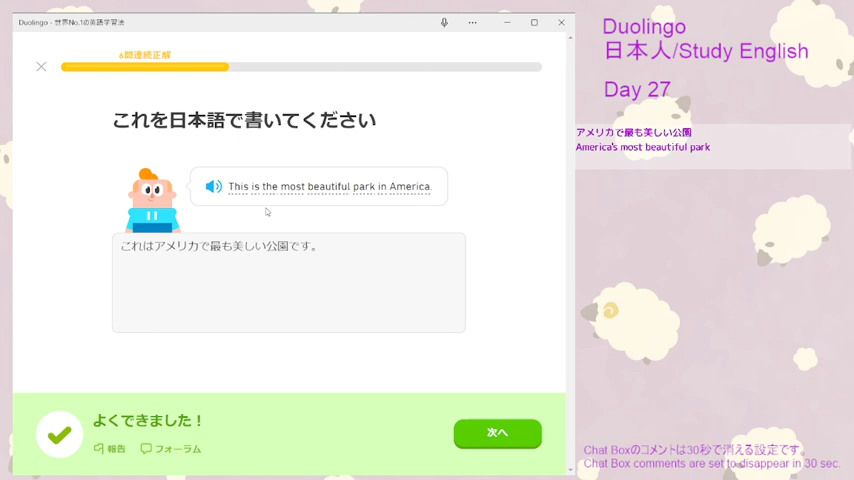 Duolingo - 世界No.1の英語学習法
6問連続正解
これを日本語で書いてください
This is the most beautiful park in America.
これはアメリカで最も美しい公園です。
よくできました！
報告 フォーラム
次へ
Duolingo
日本人/Study English
Day 27
アメリカで最も美しい公園
America's most beautiful park
Chat Boxのコメントは30秒で消える設定です
Chat Box comments are set to disappear in 30 sec.